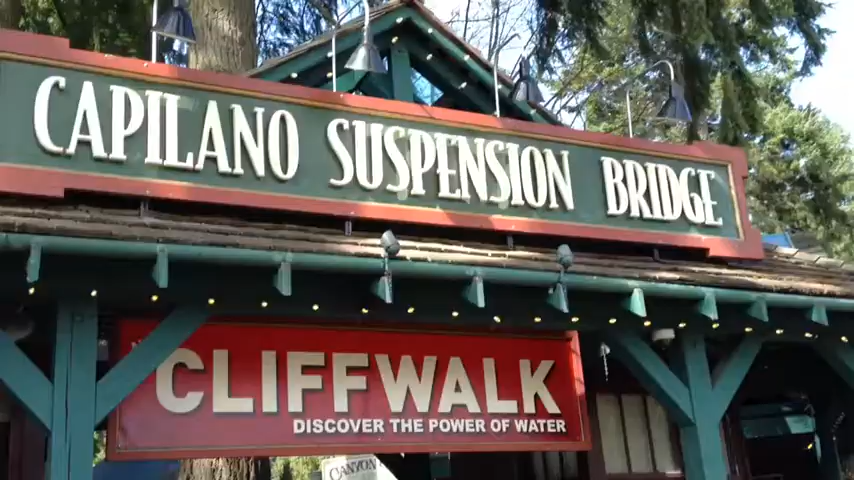 CAPILANO SUSPENSION BRIDGE
CLIFFWALK
DISCOVER THE POWER OF WATER
CANYON